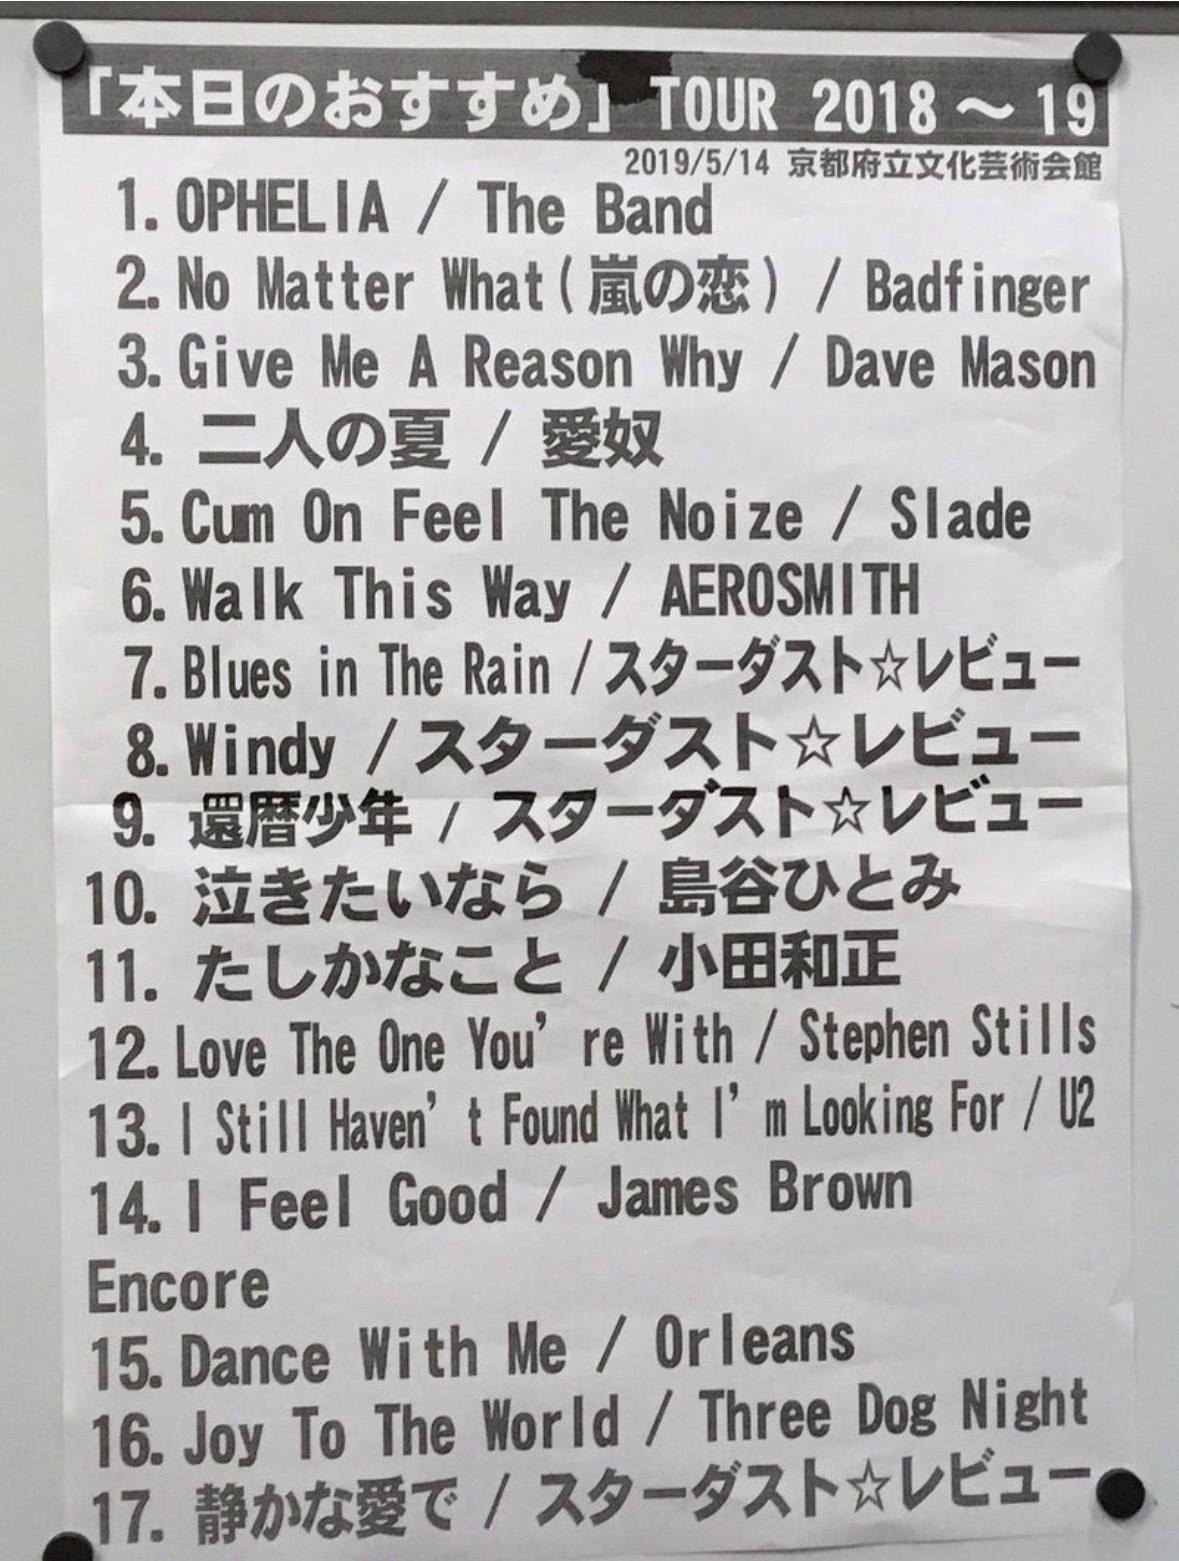 「本日のおすすめ」TOUR 2018 ～ 19
2019/5/14 京都府立文化芸術会館
1. OPHELIA / The Band
2. No Matter What(嵐の恋) / Badfinger
3. Give Me A Reason Why / Dave Mason
4. 二人の夏 / 愛奴
5. Cum On Feel The Noize / Slade
6. Walk This Way / AEROSMITH
7. Blues in The Rain /スターダスト☆レビュー
8. Windy /スターダスト☆レビュー
9. 還暦少年 / スターダスト☆レビュー
10. 泣きたいなら / 島谷ひとみ
11. たしかなこと / 小田和正
12. Love The One You’re With / Stephen Stills
13. I Still Haven’t Found What I’m Looking For / U2
14. I Feel Good / James Brown
Encore
15. Dance With Me / Orleans
16. Joy To The World / Three Dog Night
17. 静かな愛で / スターダスト☆レビュー